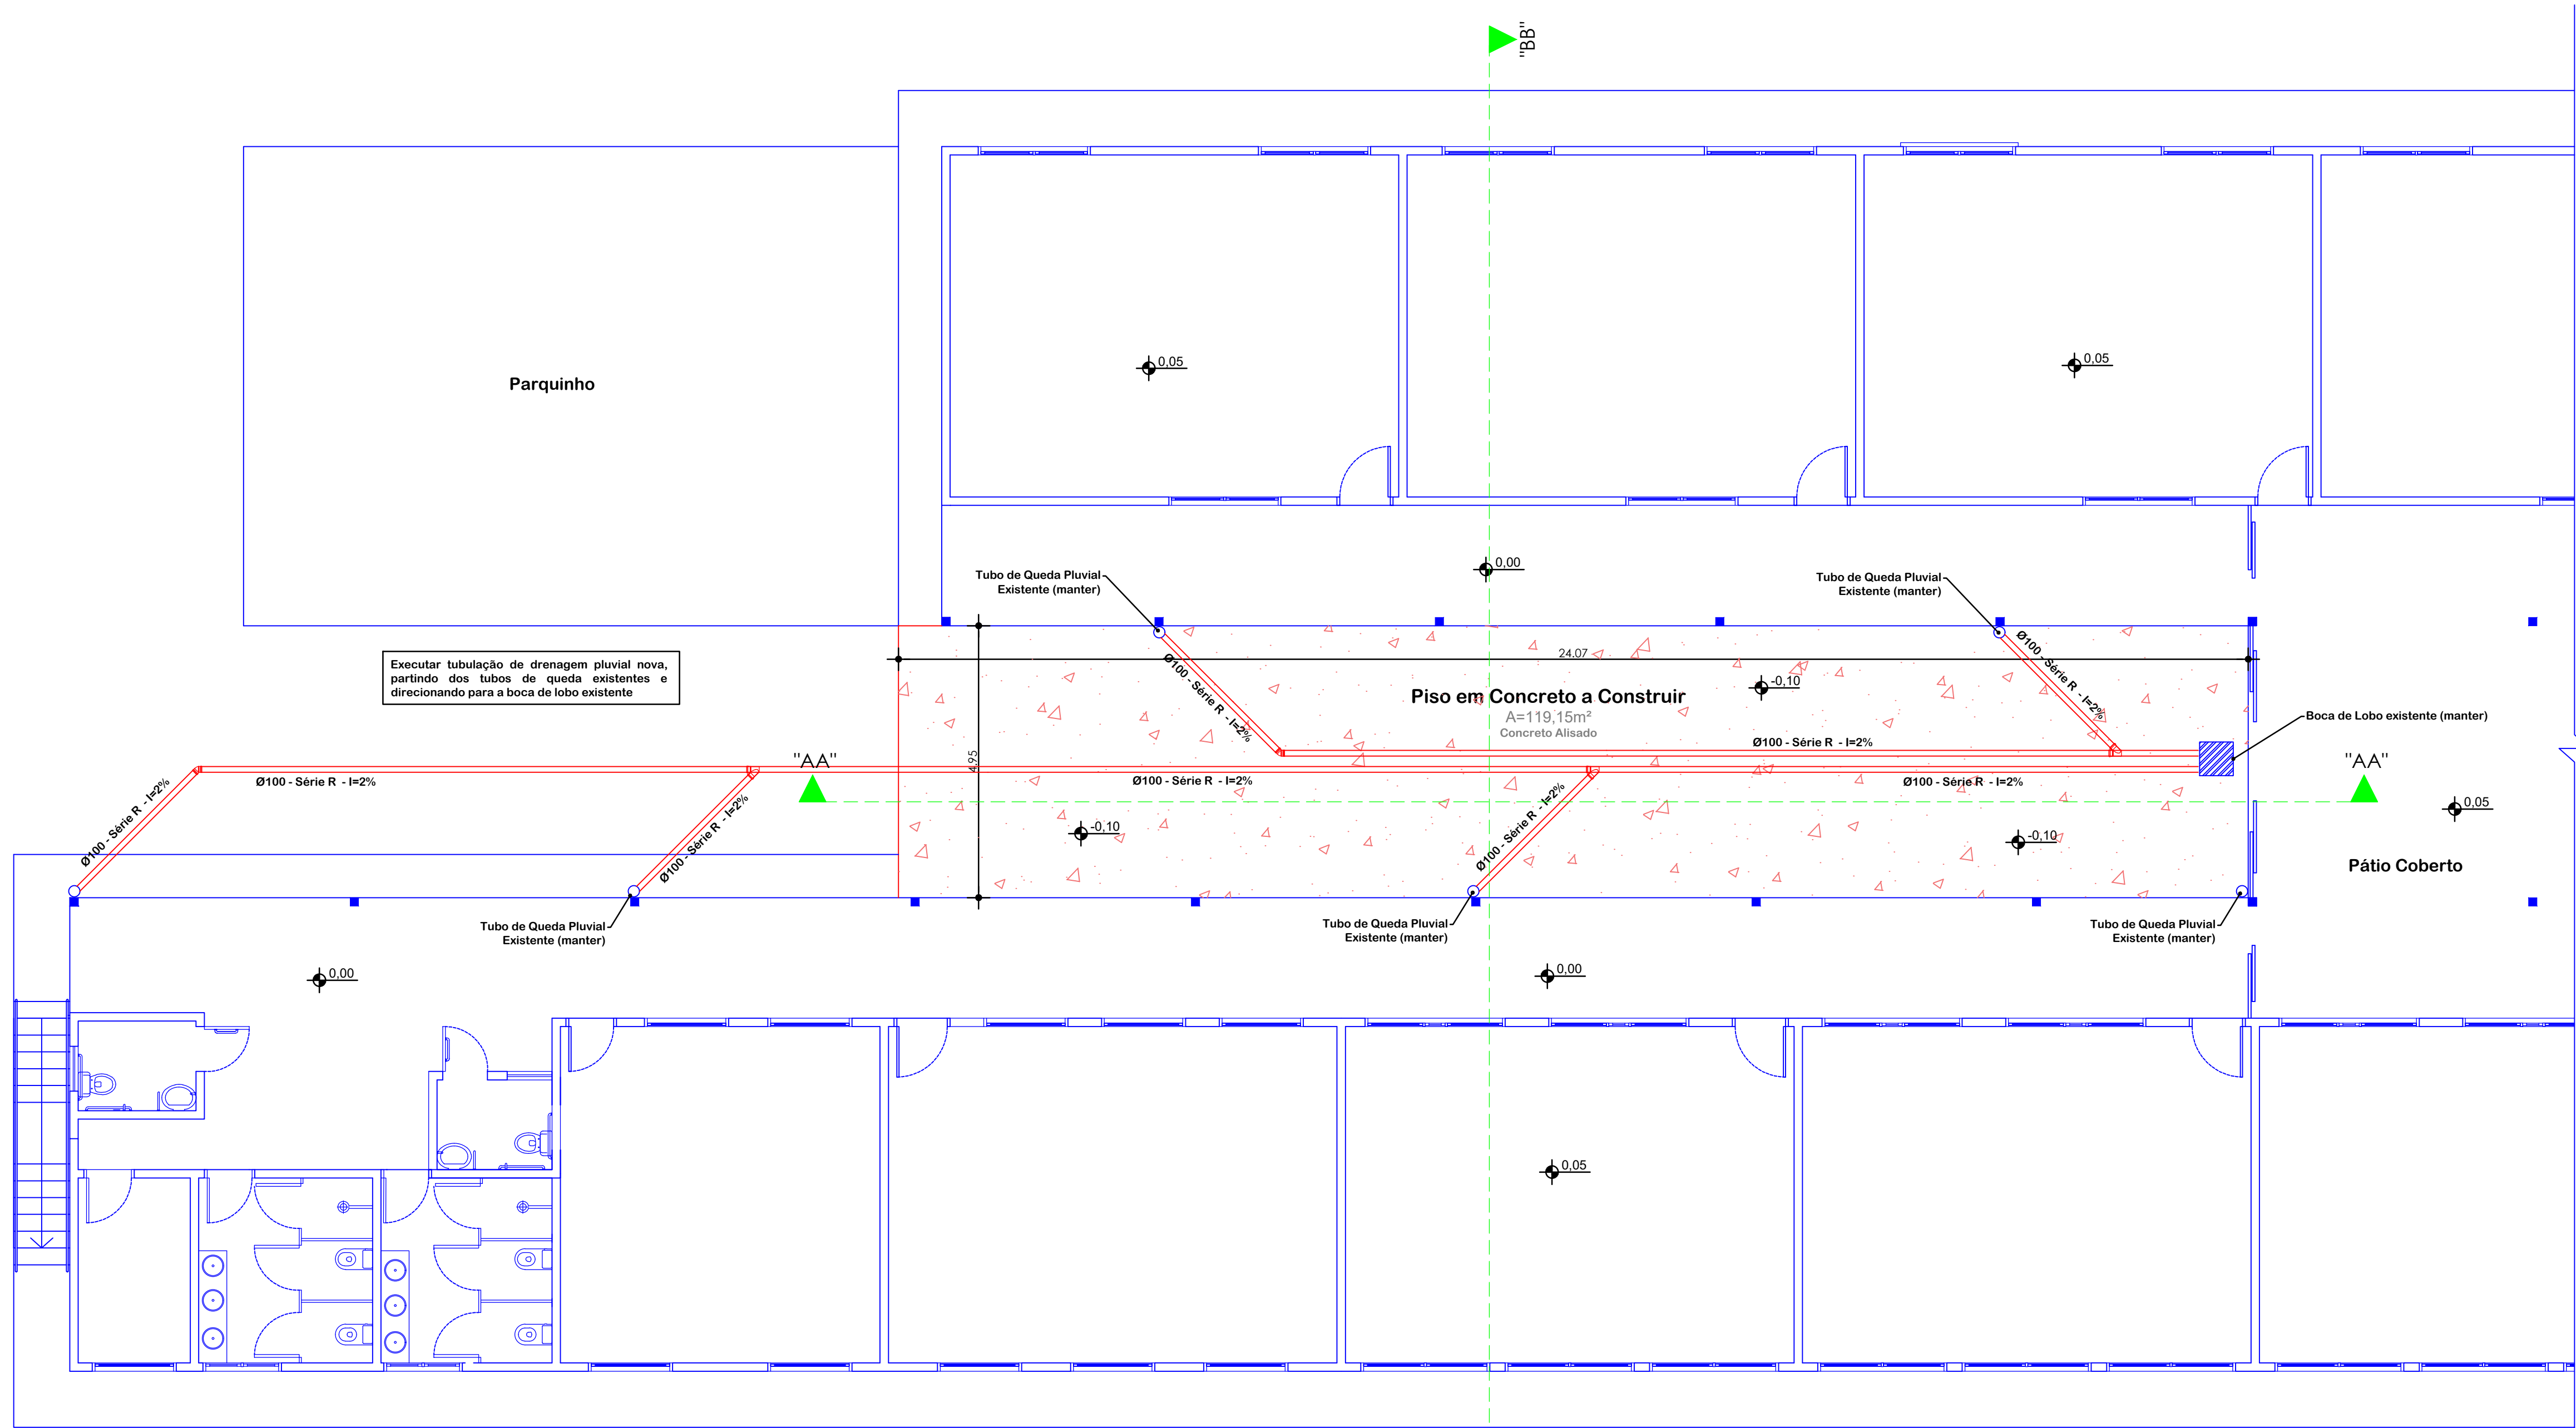 "BB"
Parquinho
0,05
0,05
0,00
Tubo de Queda Pluvial
Existente (manter)
Tubo de Queda Pluvial
Existente (manter)
Executar tubulação de drenagem pluvial nova,
partindo dos tubos de queda existentes e
direcionando para a boca de lobo existente
24.07
4.95
Ø100 - Série R - I=2%
Ø100 - Série R - I=2%
Piso em Concreto a Construir
A=119,15m²
Concreto Alisado
-0,10
Boca de Lobo existente (manter)
Ø100 - Série R - I=2%
"AA"
"AA"
Ø100 - Série R - I=2%
Ø100 - Série R - I=2%
Ø100 - Série R - I=2%
Ø100 - Série R - I=2%
Ø100 - Série R - I=2%
Ø100 - Série R - I=2%
-0,10
-0,10
0,05
Pátio Coberto
Tubo de Queda Pluvial
Existente (manter)
Tubo de Queda Pluvial
Existente (manter)
Tubo de Queda Pluvial
Existente (manter)
0,00
0,00
0,05